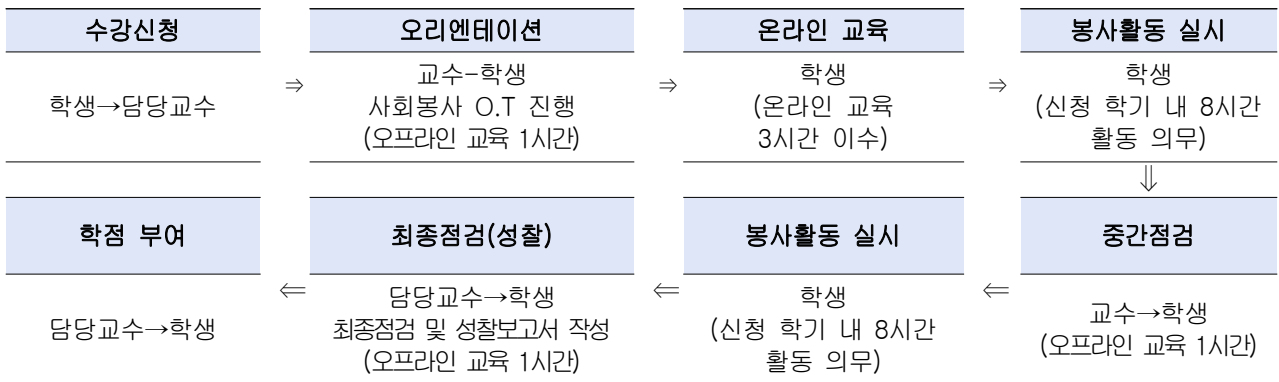 수강신청
학생→담당교수
⇒
오리엔테이션
교수-학생
사회봉사 O.T 진행
(오프라인 교육 1시간)
⇒
온라인 교육
학생
(온라인 교육
3시간 이수)
⇒
봉사활동 실시
학생
(신청 학기 내 8시간
활동 의무)
⇓
중간점검
교수→학생
(오프라인 교육 1시간)
⇐
봉사활동 실시
학생
(신청 학기 내 8시간
활동 의무)
⇐
최종점검(성찰)
담당교수→학생
최종점검 및 성찰보고서 작성
(오프라인 교육 1시간)
⇐
학점 부여
담당교수→학생